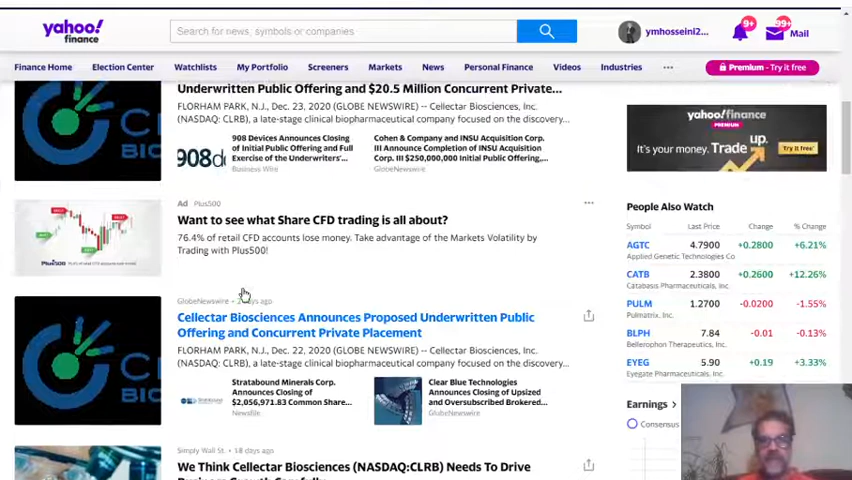 yahoo!
finance
Search for news, symbols or companies
ymhosseini2...
9+
99+
Mail
Finance Home
Election Center
Watchlists
My Portfolio
Screeners
Markets
News
Personal Finance
Videos
Industries
Premium - Try it free
Underwritten Public Offering and $20.5 Million Concurrent Private...
FLORHAM PARK, N.J., Dec. 23, 2020 (GLOBE NEWSWIRE) -- Cellectar Biosciences, Inc.
(NASDAQ: CLRB), a late-stage clinical biopharmaceutical company focused on the discovery...
908d
908 Devices Announces Closing
of Initial Public Offering and Full
Exercise of the Underwriters'...
Business Wire
Cohen & Company and INSU Acquisition Corp.
III Announce Completion of INSU Acquisition Corp.
III $250,000,000 Initial Public Offering,...
GlobeNewswire
Ad Plus500
Want to see what Share CFD trading is all about?
76.4% of retail CFD accounts lose money. Take advantage of the Markets Volatility by
Trading with Plus500!
Plus500
GlobeNewswire • days ago
Cellectar Biosciences Announces Proposed Underwritten Public
Offering and Concurrent Private Placement
FLORHAM PARK, N.J., Dec. 22, 2020 (GLOBE NEWSWIRE) -- Cellectar Biosciences, Inc.
(NASDAQ: CLRB), a late-stage clinical biopharmaceutical company focused on the discovery...
BIO
Stratabound Minerals Corp.
Announces Closing of
$2,056,971.83 Common Share...
Newsfile
Clear Blue Technologies
Announces Closing of Upsized
and Oversubscribed Brokered...
GlobeNewswire
Simply Wall St. • 18 days ago
We Think Cellectar Biosciences (NASDAQ:CLRB) Needs To Drive
Business Growth Carefully
yahoo!finance
PREMIUM
It's your money. Trade up.
Try it free
People Also Watch
Symbol Last Price Change % Change
AGTC 4.7900 +0.2800 +6.21%
Applied Genetic Technologies Co
CATB 2.3800 +0.2600 +12.26%
Catabasis Pharmaceuticals, Inc.
PULM 1.2700 -0.0200 -1.55%
Pulmatrix, Inc.
BLPH 7.84 -0.01 -0.13%
Bellerophon Therapeutics, Inc.
EYEG 5.90 +0.19 +3.33%
Eyegate Pharmaceuticals, Inc.
Earnings
Consensus